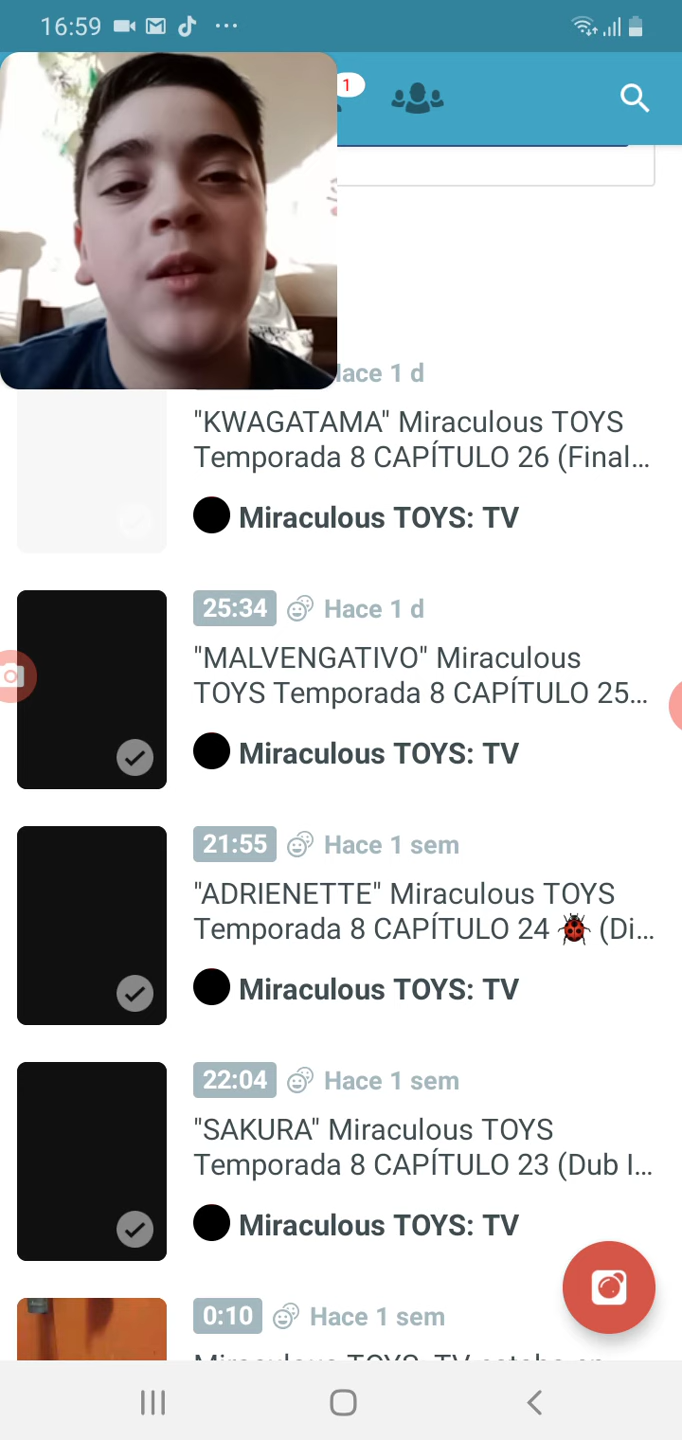 16:59
1
Hace 1 d
"KWAGATAMA" Miraculous TOYS
Temporada 8 CAPÍTULO 26 (Final...
Miraculous TOYS: TV
25:34 Hace 1 d
"MALVENGATIVO" Miraculous
TOYS Temporada 8 CAPÍTULO 25...
Miraculous TOYS: TV
21:55 Hace 1 sem
"ADRIENETTE" Miraculous TOYS
Temporada 8 CAPÍTULO 24 🐞 (Di...
Miraculous TOYS: TV
22:04 Hace 1 sem
"SAKURA" Miraculous TOYS
Temporada 8 CAPÍTULO 23 (Dub I...
Miraculous TOYS: TV
0:10 Hace 1 sem